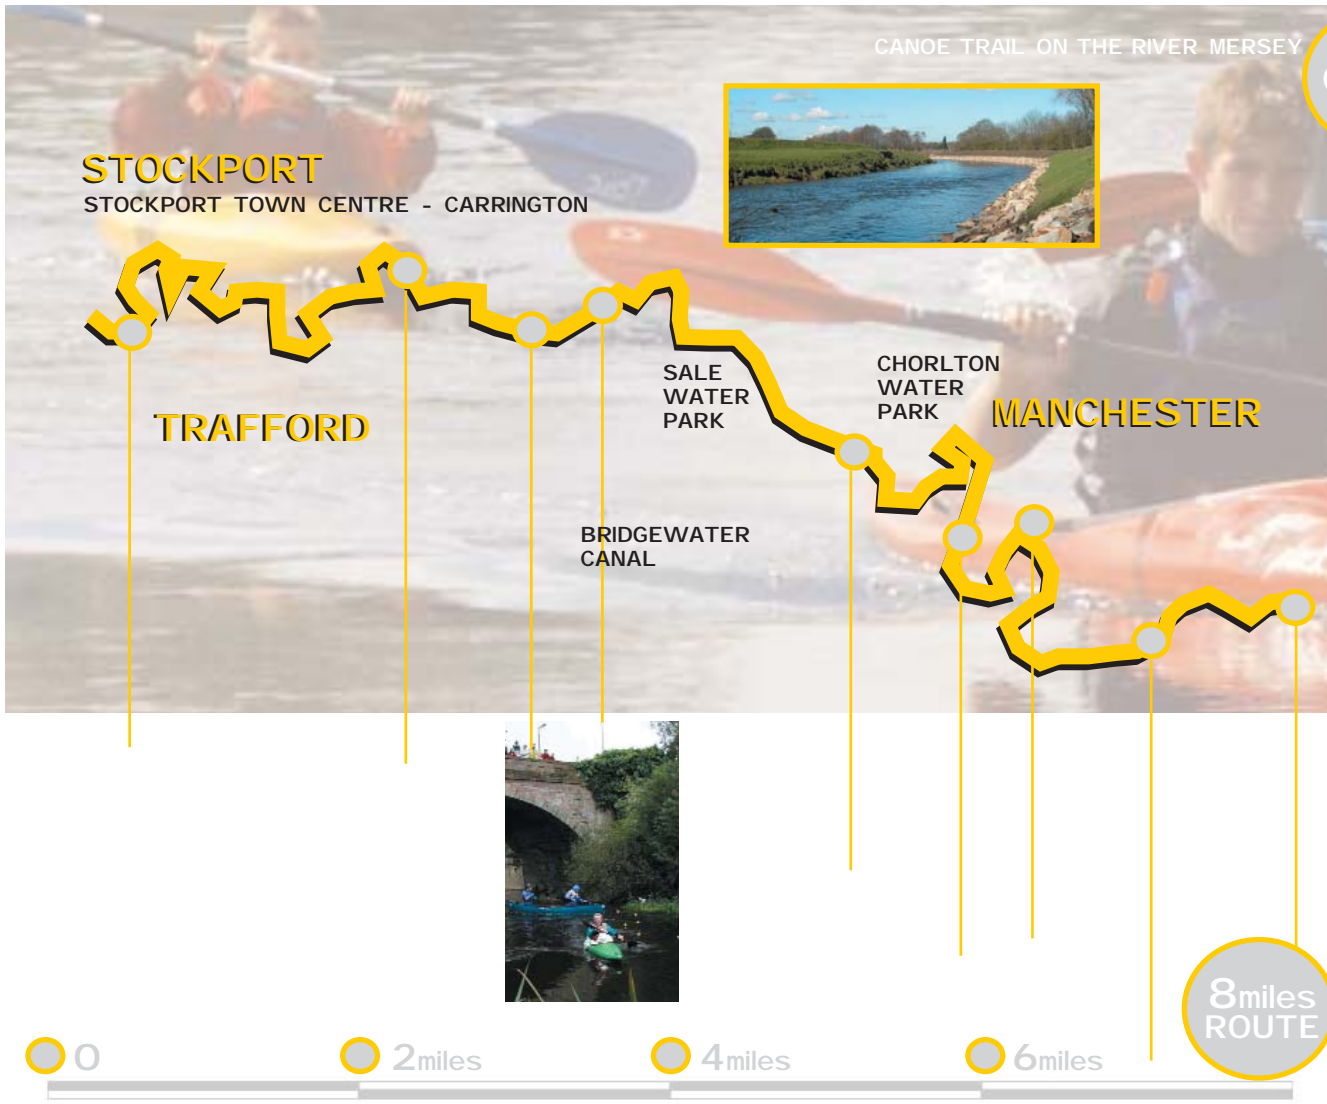 CANOE TRAIL ON THE RIVER MERSEY
STOCKPORT
STOCKPORT TOWN CENTRE - CARRINGTON
SALE
WATER
PARK
CHORLTON
WATER
PARK
TRAFFORD
MANCHESTER
BRIDGEWATER
CANAL
8miles
ROUTE
0
2miles
4miles
6miles